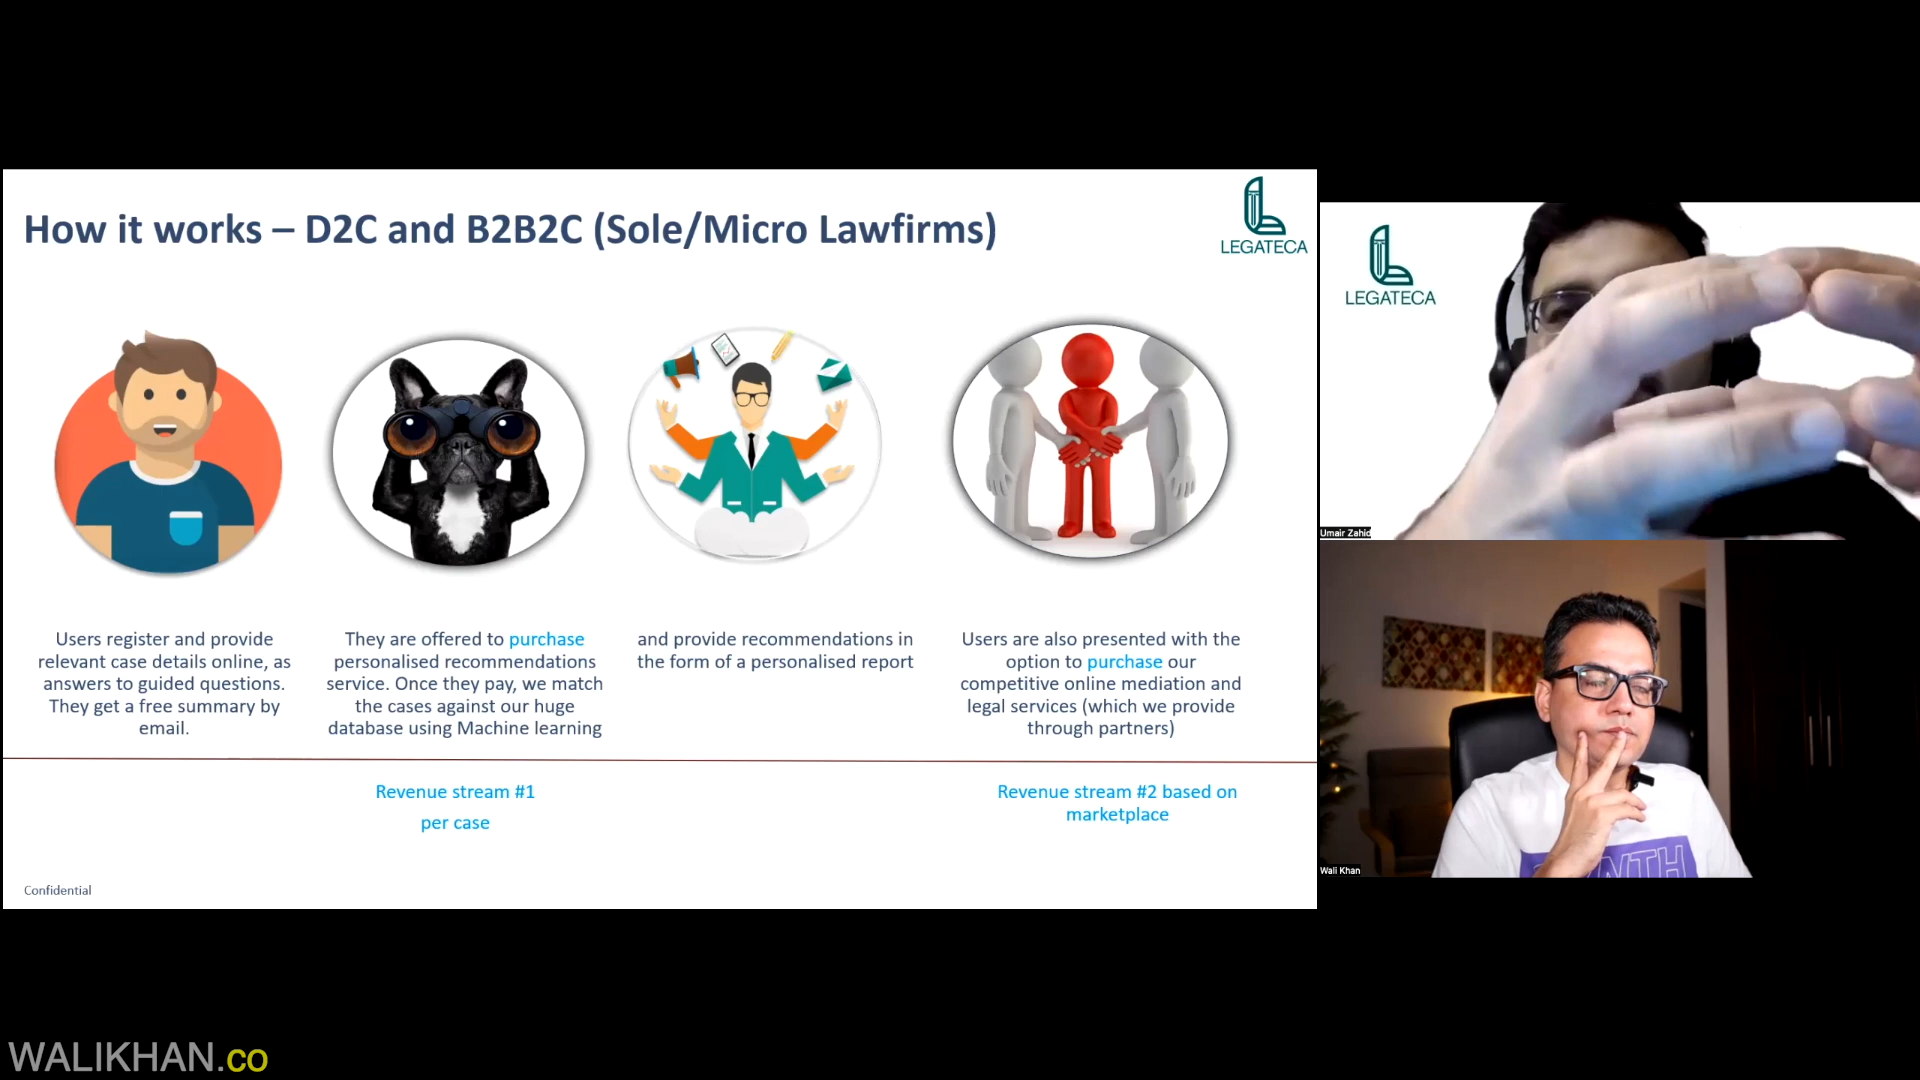 How it works – D2C and B2B2C (Sole/Micro Lawfirms)
LEGATECA
LEGATECA
Users register and provide
relevant case details online, as
answers to guided questions.
They get a free summary by
email.
They are offered to purchase
personalised recommendations
service. Once they pay, we match
the cases against our huge
database using Machine learning
and provide recommendations in
the form of a personalised report
Users are also presented with the
option to purchase our
competitive online mediation and
legal services (which we provide
through partners)
Revenue stream #1
per case
Revenue stream #2 based on
marketplace
Confidential
Umair Zahid
Wali Khan
WALIKHAN.co